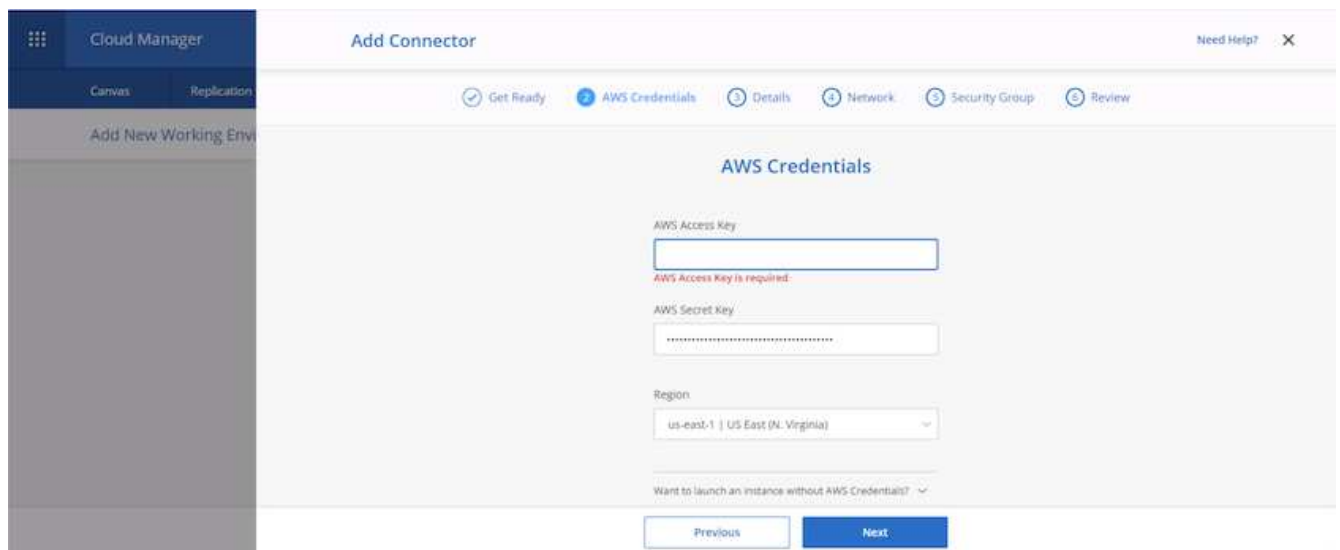 Cloud Manager
Add Connector
Need Help?
Canvas
Replication
Get Ready
2 AWS Credentials
3 Details
4 Network
5 Security Group
6 Review
Add New Working Envi
AWS Credentials
AWS Access Key
AWS Access Key is required
AWS Secret Key
Region
us-east-1 | US East (N. Virginia)
Want to launch an instance without AWS Credentials?
Previous
Next